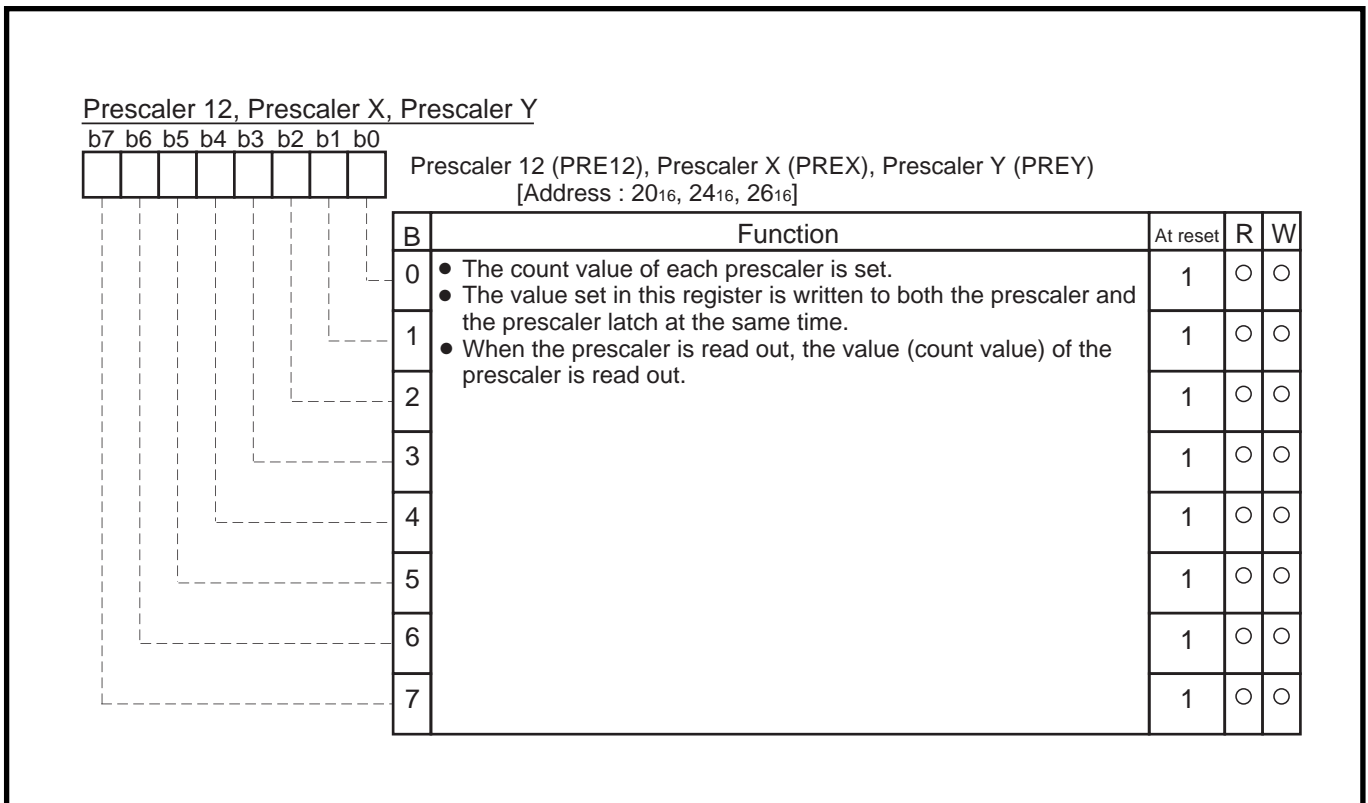 Prescaler 12, Prescaler X, Prescaler Y
b7 b6 b5 b4 b3 b2 b1 b0
Prescaler 12 (PRE12), Prescaler X (PREX), Prescaler Y (PREY)
[Address : 20₁₆, 24₁₆, 26₁₆]
B Function At reset R W
0 ● The count value of each prescaler is set. 1 ○ ○
● The value set in this register is written to both the prescaler and
the prescaler latch at the same time.
1 1 ○ ○
● When the prescaler is read out, the value (count value) of the
prescaler is read out.
2 1 ○ ○
3 1 ○ ○
4 1 ○ ○
5 1 ○ ○
6 1 ○ ○
7 1 ○ ○